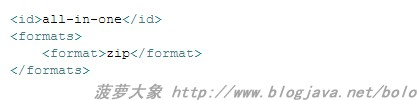 <id>all-in-one</id>
<formats>
    <format>zip</format>
</formats>
菠萝大象 http://www.blogjava.net/bolo